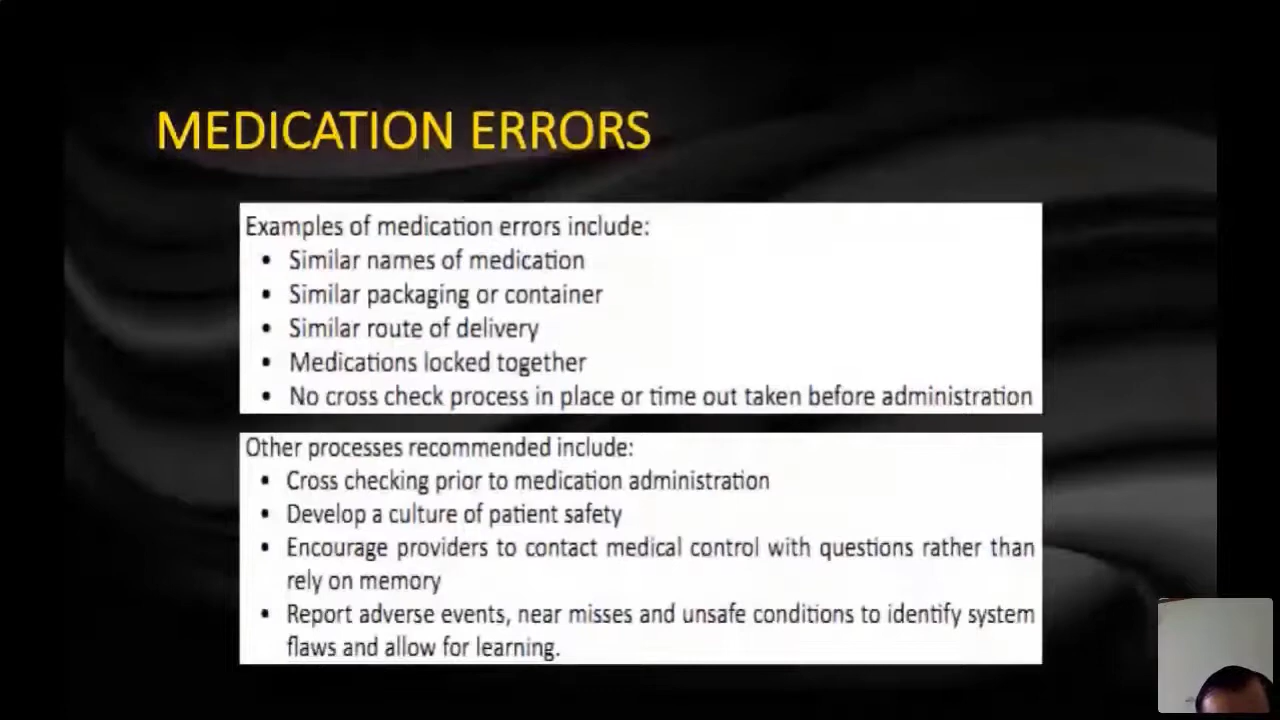 MEDICATION ERRORS
Examples of medication errors include:
• Similar names of medication
• Similar packaging or container
• Similar route of delivery
• Medications locked together
• No cross check process in place or time out taken before administration
Other processes recommended include:
• Cross checking prior to medication administration
• Develop a culture of patient safety
• Encourage providers to contact medical control with questions rather than
rely on memory
• Report adverse events, near misses and unsafe conditions to identify system
flaws and allow for learning.